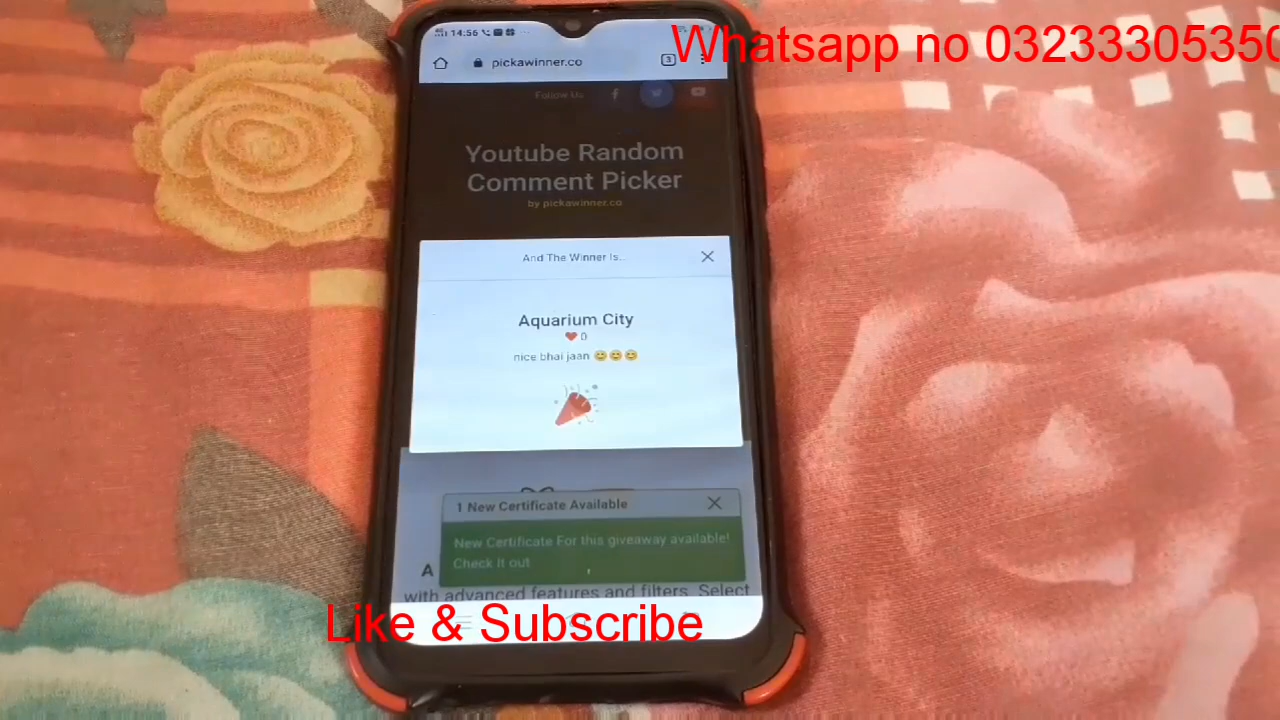 14:56
Whatsapp no 03233305350
pickawinner.co
3
Follow Us
Youtube Random
Comment Picker
by pickawinner.co
And The Winner Is...
Aquarium City
0
nice bhai jaan 😊😊😊
1 New Certificate Available
New Certificate For this giveaway available!
Check It out
A
with advanced features and filters. Select
Like & Subscribe